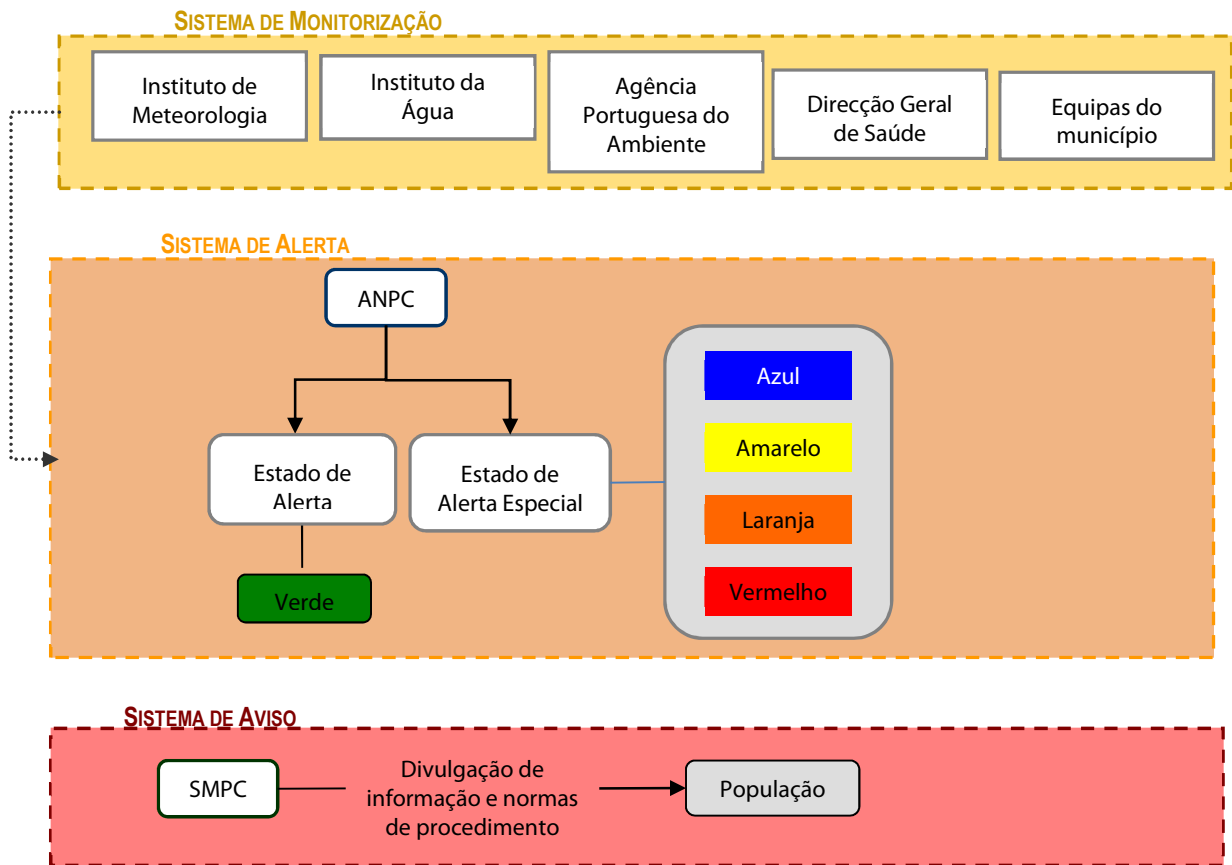 SISTEMA DE MONITORIZAÇÃO
Instituto de
Meteorologia
Instituto da
Água
Agência
Portuguesa do
Ambiente
Direcção Geral
de Saúde
Equipas do
município
SISTEMA DE ALERTA
ANPC
Estado de
Alerta
Estado de
Alerta Especial
Verde
Azul
Amarelo
Laranja
Vermelho
SISTEMA DE AVISO
SMPC
Divulgação de
informação e normas
de procedimento
População